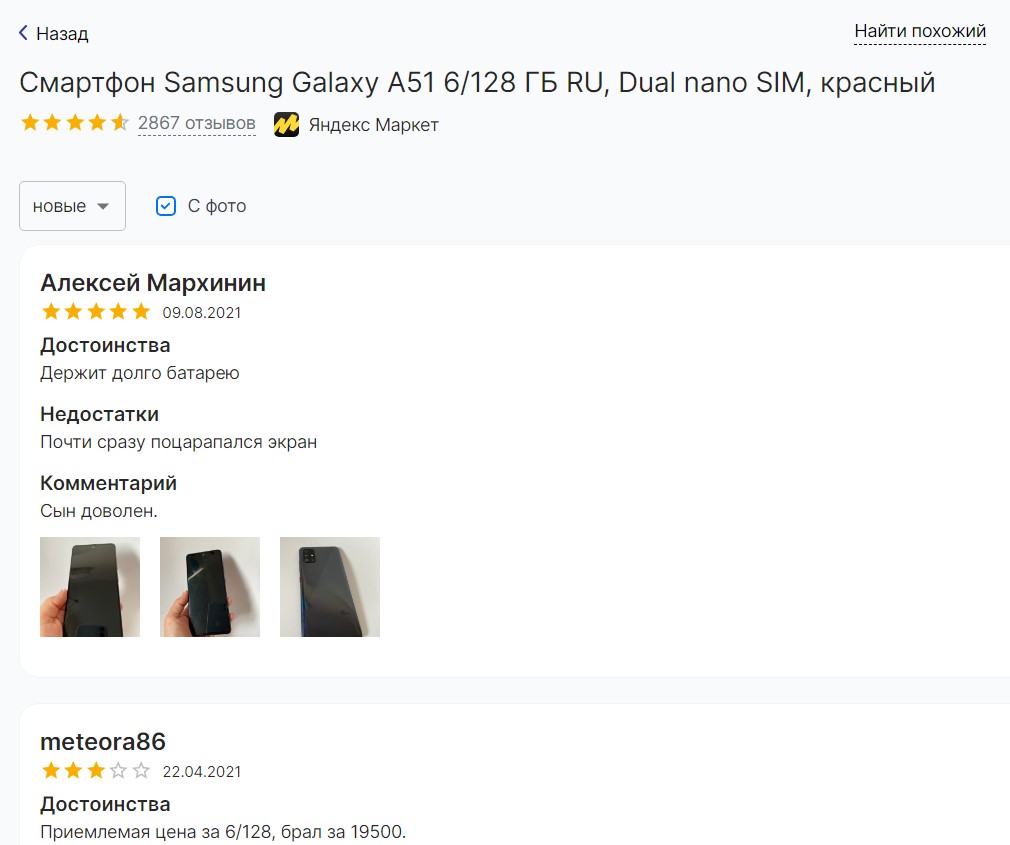 Назад
Найти похожий
Смартфон Samsung Galaxy A51 6/128 ГБ RU, Dual nano SIM, красный
2867 отзывов Яндекс Маркет
новые С фото
Алексей Мархинин
09.08.2021
Достоинства
Держит долго батарею
Недостатки
Почти сразу поцарапался экран
Комментарий
Сын доволен.
meteora86
22.04.2021
Достоинства
Приемлемая цена за 6/128, брал за 19500.